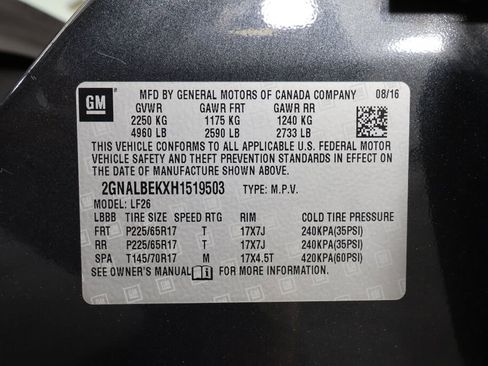 GM
MFD BY GENERAL MOTORS OF CANADA COMPANY 08/16
GVWR GAWR FRT GAWR RR
2250 KG 1175 KG 1240 KG
4960 LB 2590 LB 2733 LB
THIS VEHICLE CONFORMS TO ALL APPLICABLE U.S. FEDERAL MOTOR
VEHICLE SAFETY AND THEFT PREVENTION STANDARDS IN EFFECT ON
THE DATE OF MANUFACTURE SHOWN ABOVE.
2GNALBEKXH1519503 TYPE: M.P.V.
MODEL: LF26
LBBB TIRE SIZE SPEED RTG RIM COLD TIRE PRESSURE
FRT P225/65R17 T 17X7J 240KPA(35PSI)
RR P225/65R17 T 17X7J 240KPA(35PSI)
SPA T145/70R17 M 17X4.5T 420KPA(60PSI)
SEE OWNER'S MANUAL FOR MORE INFORMATION.